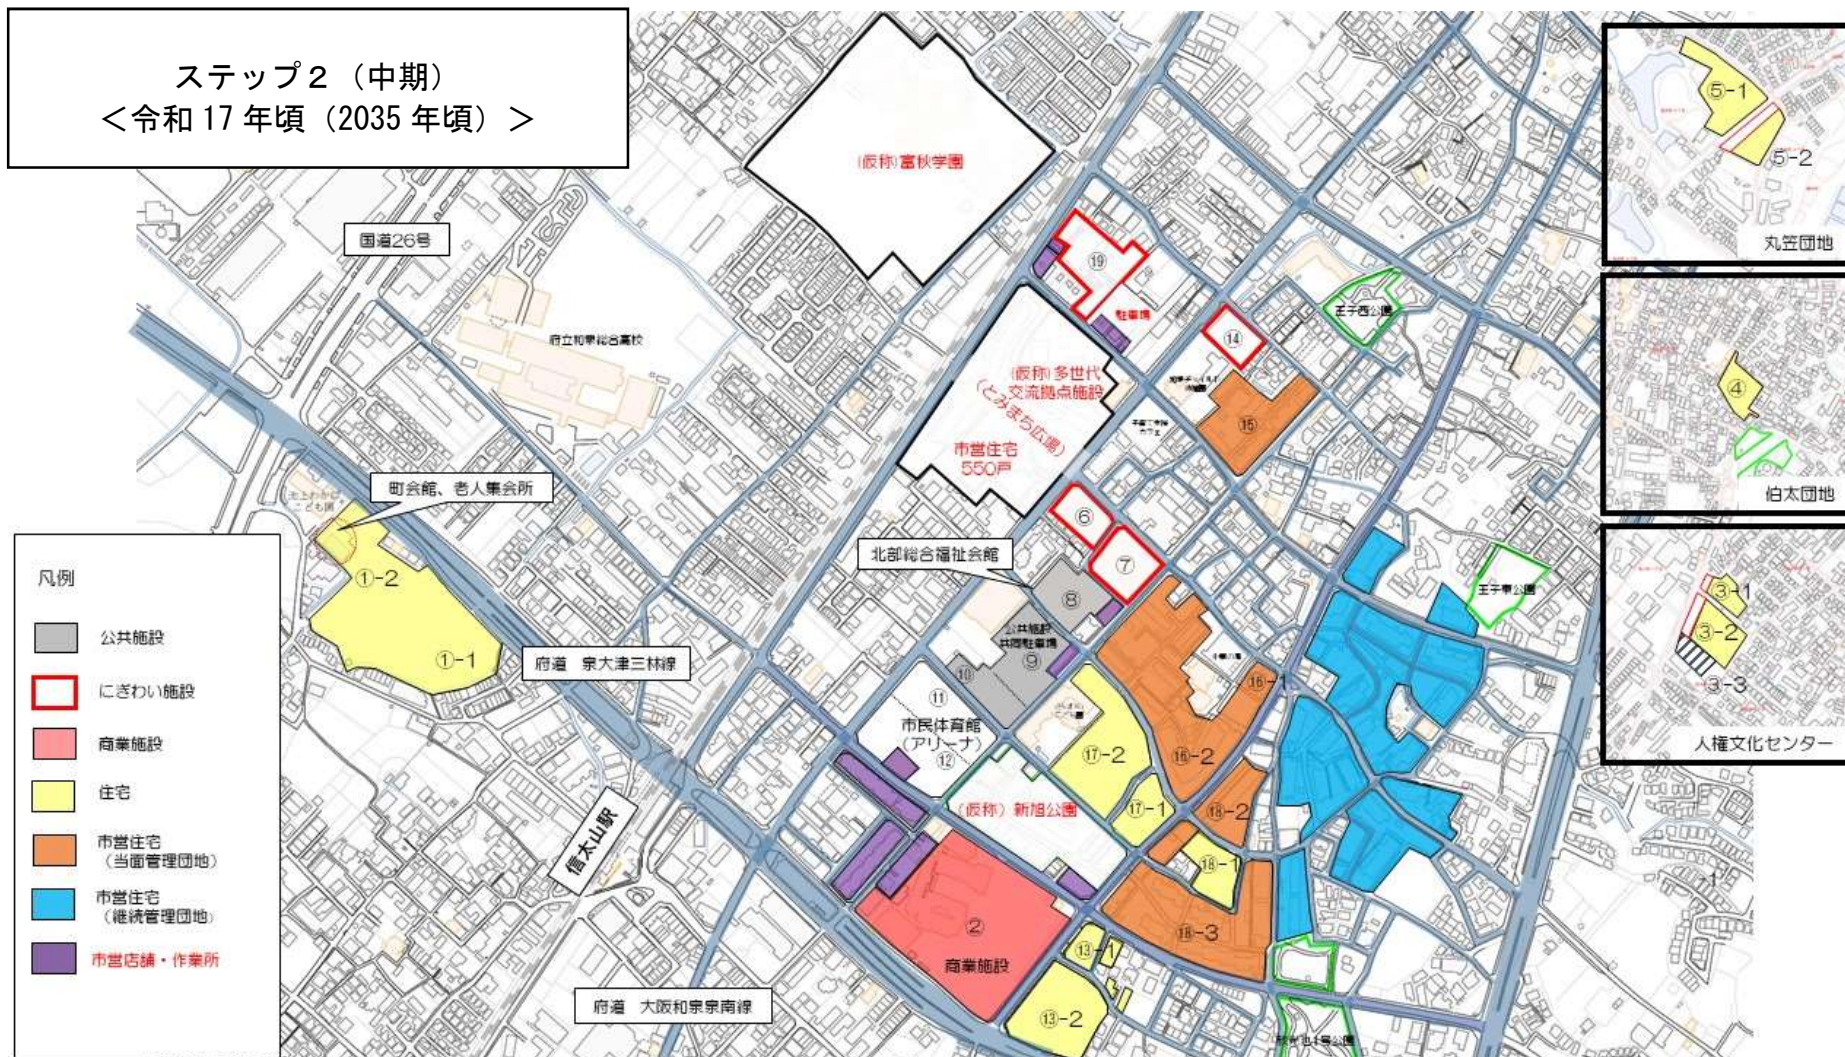 ステップ２（中期）
＜令和 17 年頃（2035 年頃）＞
国道26号
府立和泉総合高校
(仮称)富秋学園
⑲
駐車場
⑭
王子西公園
(仮称)多世代
交流拠点施設
(とみまち広場)
市営住宅
550戸
⑮
町会館、老人集会所
①-2
①-1
府道　泉大津三林線
北部総合福祉会館
⑥
⑦
⑧
公共施設
共同駐車場
⑨
⑩
⑪
市民体育館
(アリーナ)
⑫
王子東公園
⑯-1
⑯-2
⑰-2
⑰-1
⑱-2
⑱-1
⑱-3
(仮称）新旭公園
信太山駅
②
商業施設
⑬-1
⑬-2
府道　大阪和泉泉南線
凡例
公共施設
にぎわい施設
商業施設
住宅
市営住宅
（当面管理団地）
市営住宅
（継続管理団地）
市営店舗・作業所
⑤-1
⑤-2
丸笠団地
④
伯太団地
③-1
③-2
③-3
人権文化センター